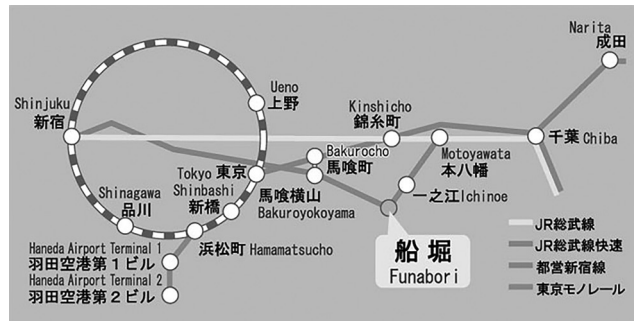 Narita
成田
Ueno
上野
Shinjuku
新宿
Kinshicho
錦糸町
千葉 Chiba
Bakurocho
馬喰町
Motoyawata
本八幡
Tokyo 東京
Shinbashi
新橋
馬喰横山
Bakuroyokoyama
一之江 Ichinoe
Shinagawa
品川
浜松町 Hamamatsucho
Haneda Airport Terminal 1
羽田空港第1ビル
Haneda Airport Terminal 2
羽田空港第2ビル
船堀
Funabori
JR総武線
JR総武線快速
都営新宿線
東京モノレール